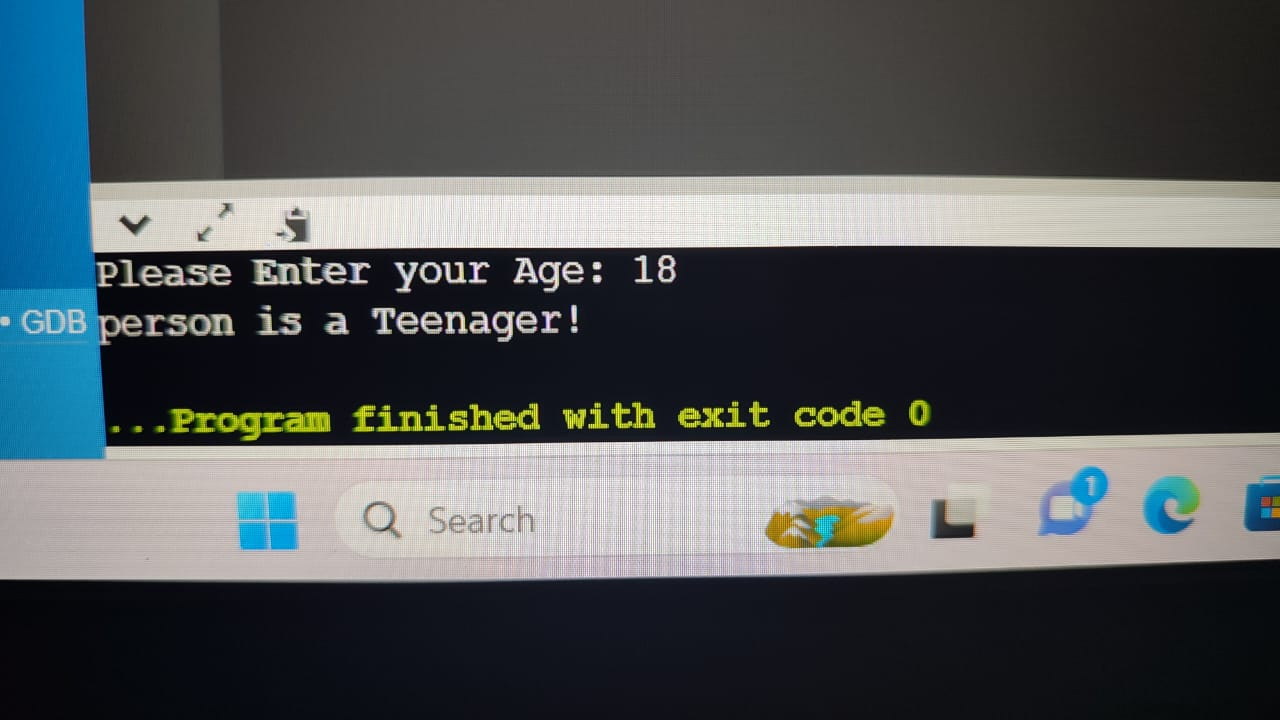 Please Enter your Age: 18
• GDB
person is a Teenager!
...Program finished with exit code 0
Search
1